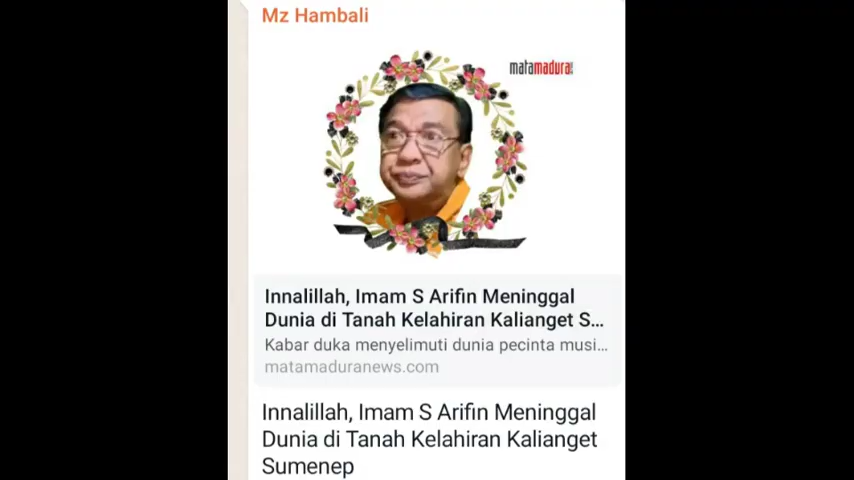 Mz Hambali
matamadura
Innalillah, Imam S Arifin Meninggal
Dunia di Tanah Kelahiran Kalianget S...
Kabar duka menyelimuti dunia pecinta musi...
matamaduranews.com
Innalillah, Imam S Arifin Meninggal
Dunia di Tanah Kelahiran Kalianget
Sumenep